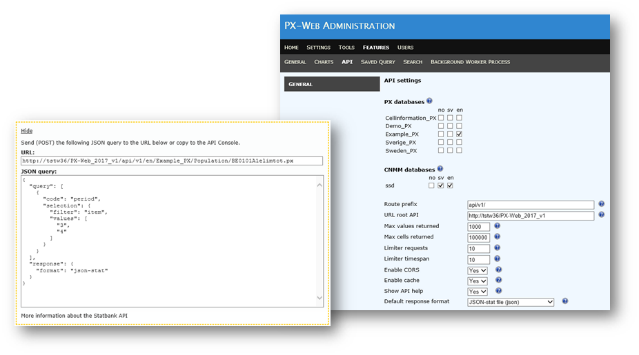 PX-WEB ADMINISTRATION
HOME SETTINGS TOOLS FEATURES USERS
GENERAL CHARTS API SAVED QUERY SEARCH BACKGROUND WORKER PROCESS
GENERAL
API settings
PX databases
no sv en
Cellinformation_PX
Demo_PX
Example_PX
Sverige_PX
Sweden_PX
CNMM databases
no sv en
ssd
Route prefix api/v1/
URL root API http://tstw36/PX-Web_2017_v1
Max values returned 1000
Max cells returned 100000
Limiter requests 10
Limiter timespan 10
Enable CORS Yes
Enable cache Yes
Show API help Yes
Default response format JSON-stat file (json)
Hide
Send (POST) the following JSON query to the URL below or copy to the API Console.
URL:
http://tstw36/PX-Web_2017_v1/api/v1/en/Example_PX/Population/BE0101A1e1intot.px
JSON query:
{
"query": [
{
"code": "period",
"selection": {
"filter": "item",
"values": [
"3",
"4"
]
}
}
],
"response": {
"format": "json-stat"
}
}
More information about the Statbank API